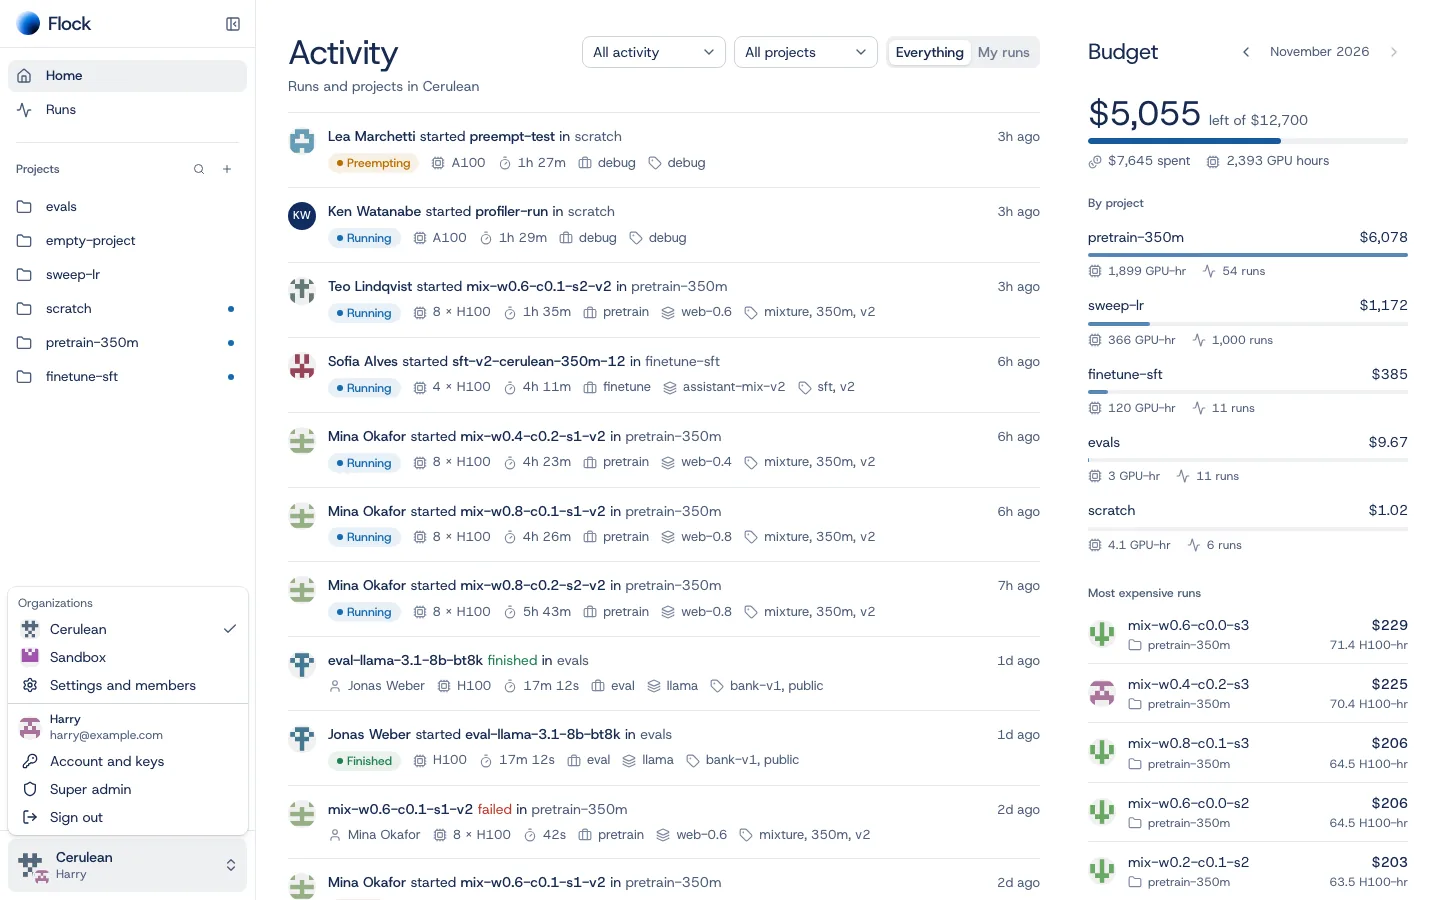 Flock
Home
Runs
Projects
evals
empty-project
sweep-lr
scratch
pretrain-350m
finetune-sft
Organizations
Cerulean
Sandbox
Settings and members
Harry
harry@example.com
Account and keys
Super admin
Sign out
Cerulean
Harry
Activity
All activity
All projects
Everything My runs
Runs and projects in Cerulean
Lea Marchetti started preempt-test in scratch 3h ago
Preempting A100 1h 27m debug debug
KW
Ken Watanabe started profiler-run in scratch 3h ago
Running A100 1h 29m debug debug
Teo Lindqvist started mix-w0.6-c0.1-s2-v2 in pretrain-350m 3h ago
Running 8 × H100 1h 35m pretrain web-0.6 mixture, 350m, v2
Sofia Alves started sft-v2-cerulean-350m-12 in finetune-sft 6h ago
Running 4 × H100 4h 11m finetune assistant-mix-v2 sft, v2
Mina Okafor started mix-w0.4-c0.2-s1-v2 in pretrain-350m 6h ago
Running 8 × H100 4h 23m pretrain web-0.4 mixture, 350m, v2
Mina Okafor started mix-w0.8-c0.1-s1-v2 in pretrain-350m 6h ago
Running 8 × H100 4h 26m pretrain web-0.8 mixture, 350m, v2
Mina Okafor started mix-w0.8-c0.2-s2-v2 in pretrain-350m 7h ago
Running 8 × H100 5h 43m pretrain web-0.8 mixture, 350m, v2
eval-llama-3.1-8b-bt8k finished in evals 1d ago
Jonas Weber H100 17m 12s eval llama bank-v1, public
Jonas Weber started eval-llama-3.1-8b-bt8k in evals 1d ago
Finished H100 17m 12s eval llama bank-v1, public
mix-w0.6-c0.1-s1-v2 failed in pretrain-350m 2d ago
Mina Okafor 8 × H100 42s pretrain web-0.6 mixture, 350m, v2
Mina Okafor started mix-w0.6-c0.1-s1-v2 in pretrain-350m 2d ago
Budget
November 2026
$5,055 left of $12,700
$7,645 spent 2,393 GPU hours
By project
pretrain-350m $6,078
1,899 GPU-hr 54 runs
sweep-lr $1,172
366 GPU-hr 1,000 runs
finetune-sft $385
120 GPU-hr 11 runs
evals $9.67
3 GPU-hr 11 runs
scratch $1.02
4.1 GPU-hr 6 runs
Most expensive runs
mix-w0.6-c0.0-s3 $229
pretrain-350m 71.4 H100-hr
mix-w0.4-c0.2-s3 $225
pretrain-350m 70.4 H100-hr
mix-w0.8-c0.1-s3 $206
pretrain-350m 64.5 H100-hr
mix-w0.6-c0.0-s2 $206
pretrain-350m 64.5 H100-hr
mix-w0.2-c0.1-s2 $203
pretrain-350m 63.5 H100-hr